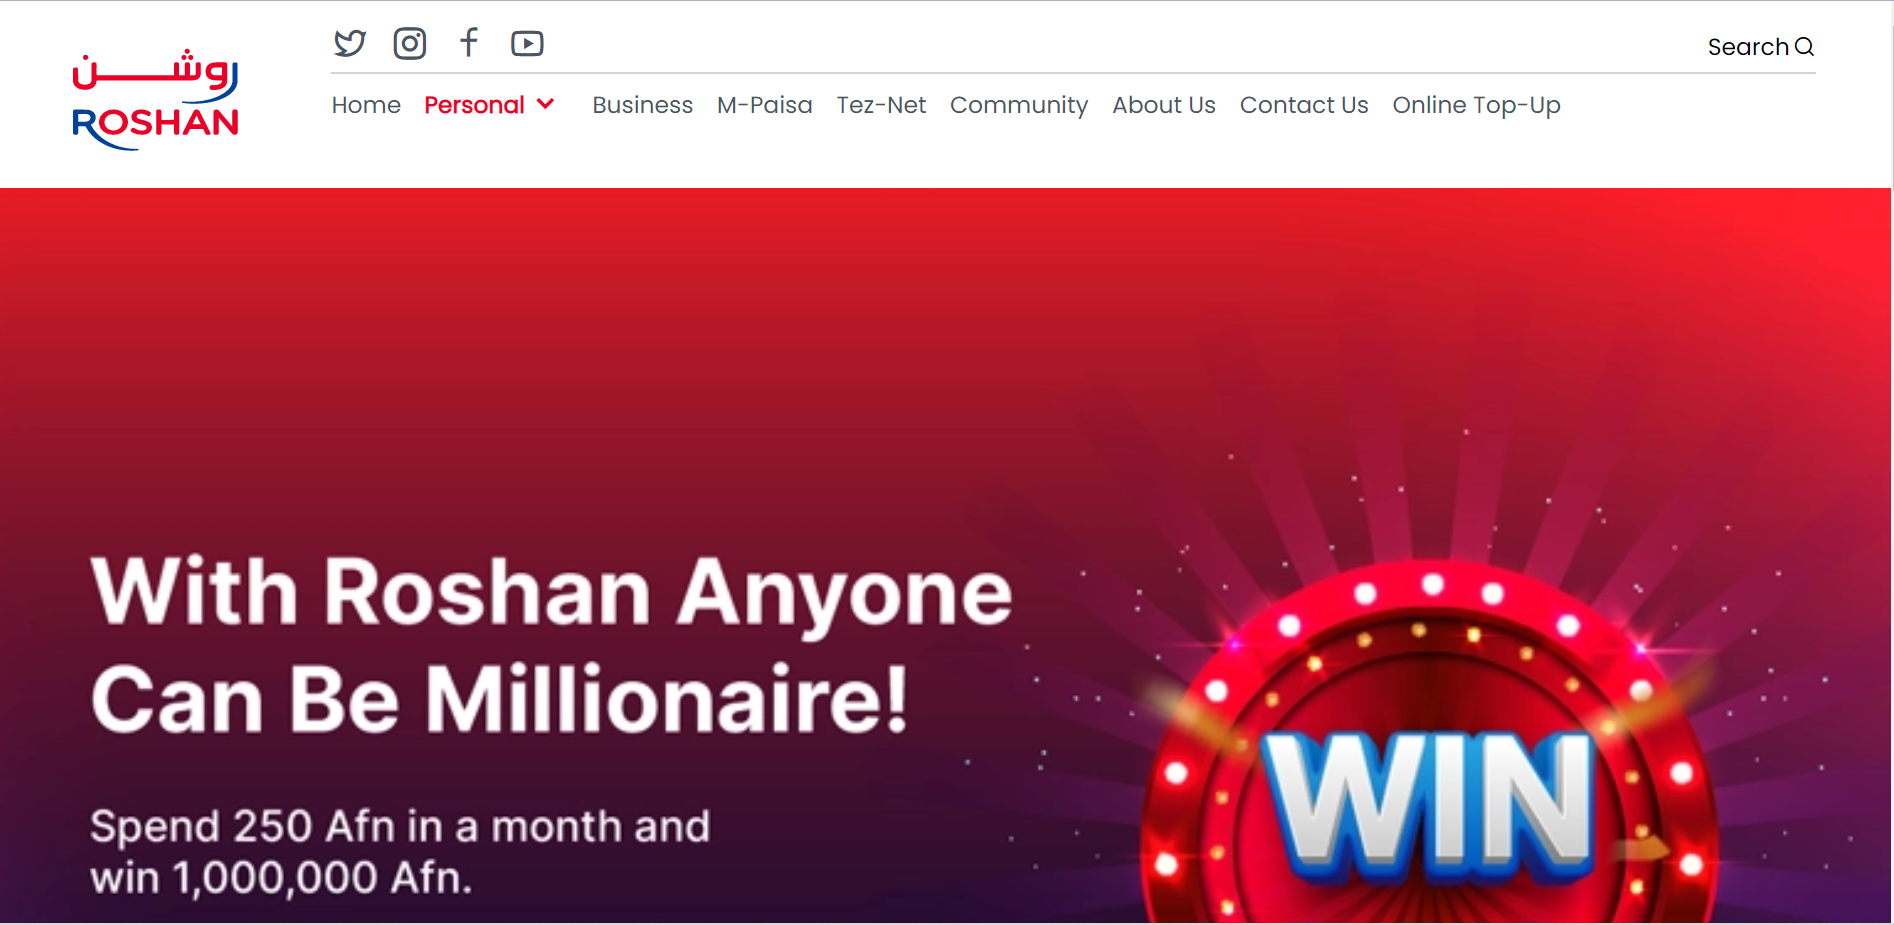 روشن
ROSHAN
Search
Home Personal Business M-Paisa Tez-Net Community About Us Contact Us Online Top-Up
With Roshan Anyone
Can Be Millionaire!
Spend 250 Afn in a month and
win 1,000,000 Afn.
WIN